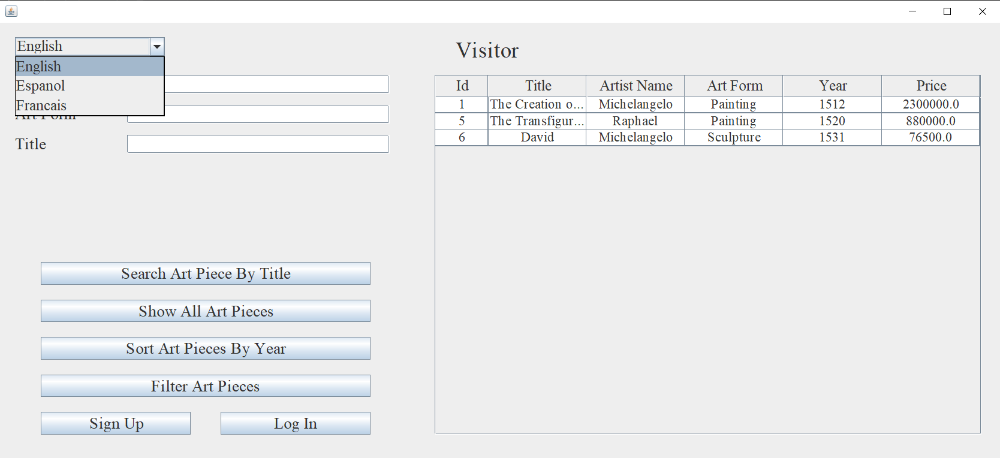 English
English
Espanol
Francais
Art Form
Title
Search Art Piece By Title
Show All Art Pieces
Sort Art Pieces By Year
Filter Art Pieces
Sign Up Log In
Visitor
Id Title Artist Name Art Form Year Price
1 The Creation o... Michelangelo Painting 1512 2300000.0
5 The Transfigur... Raphael Painting 1520 880000.0
6 David Michelangelo Sculpture 1531 76500.0